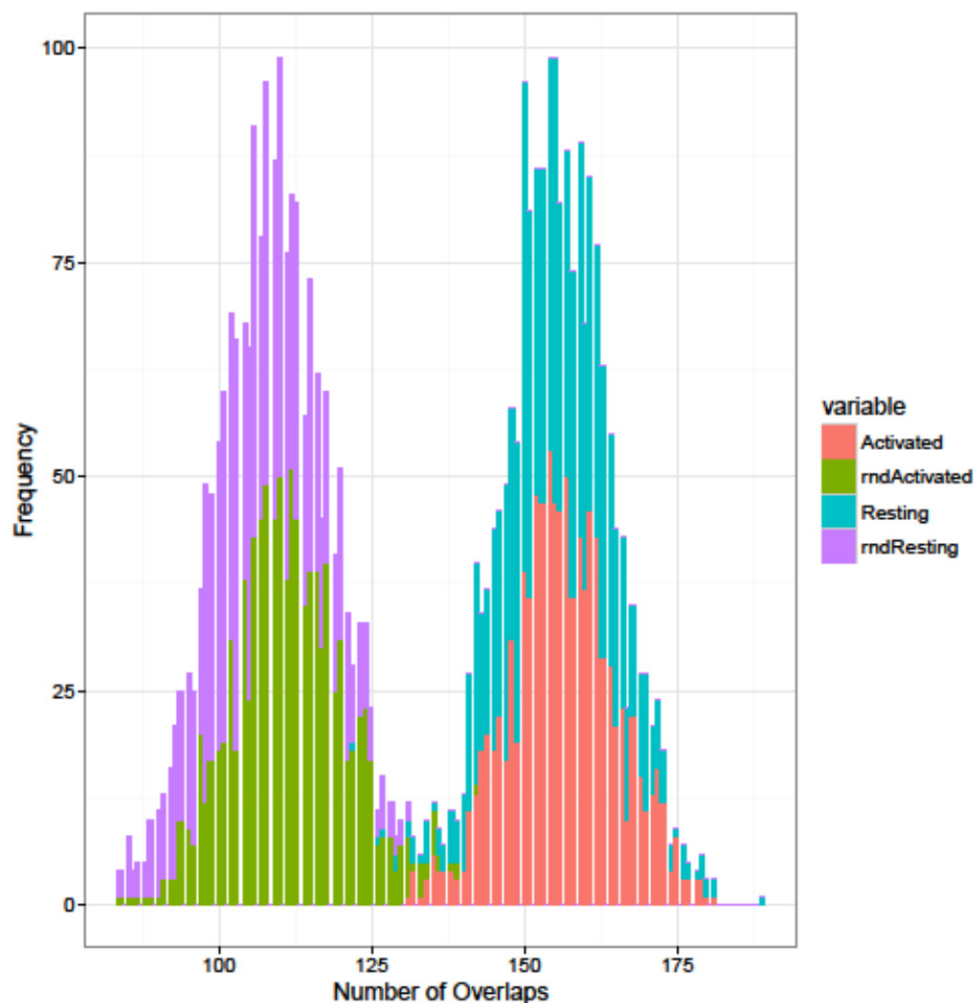 100
75
50
25
0
Frequency
100
125
150
175
Number of Overlaps
variable
Activated
rndActivated
Resting
rndResting